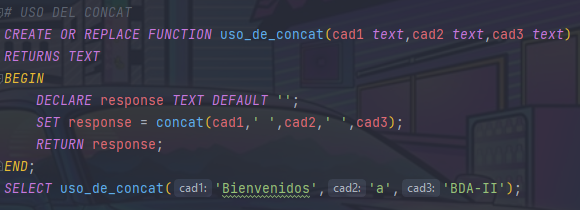 # USO DEL CONCAT
CREATE OR REPLACE FUNCTION uso_de_concat(cad1 text,cad2 text,cad3 text)
RETURNS TEXT
BEGIN
    DECLARE response TEXT DEFAULT '';
    SET response = concat(cad1,' ',cad2,' ',cad3);
    RETURN response;
END;
SELECT uso_de_concat( cad1: 'Bienvenidos', cad2: 'a', cad3: 'BDA-II');